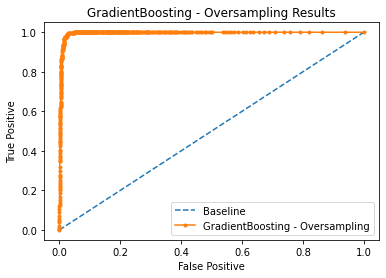 GradientBoosting - Oversampling Results
True Positive
1.0
0.8
0.6
0.4
0.2
0.0
Baseline
GradientBoosting - Oversampling
0.0 0.2 0.4 0.6 0.8 1.0
False Positive